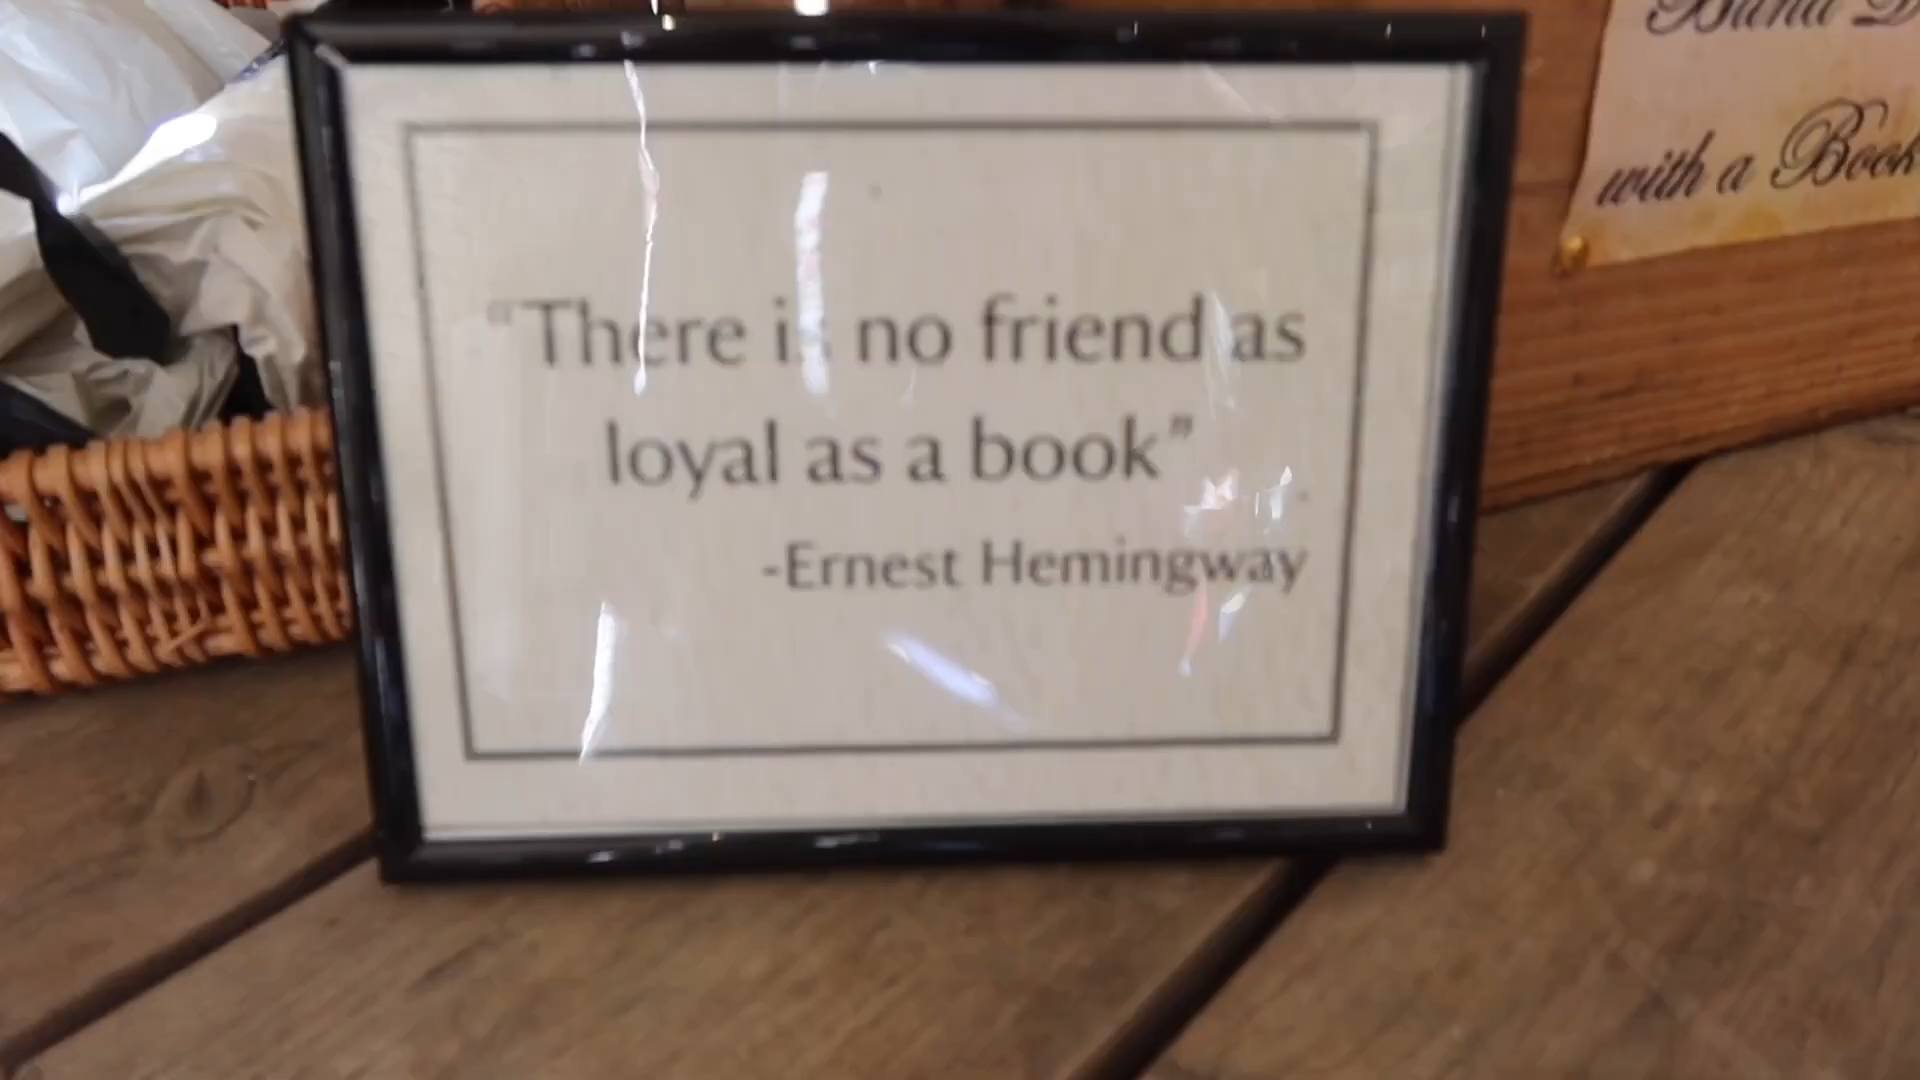 “There is no friend as
loyal as a book”
-Ernest Hemingway
with a Book